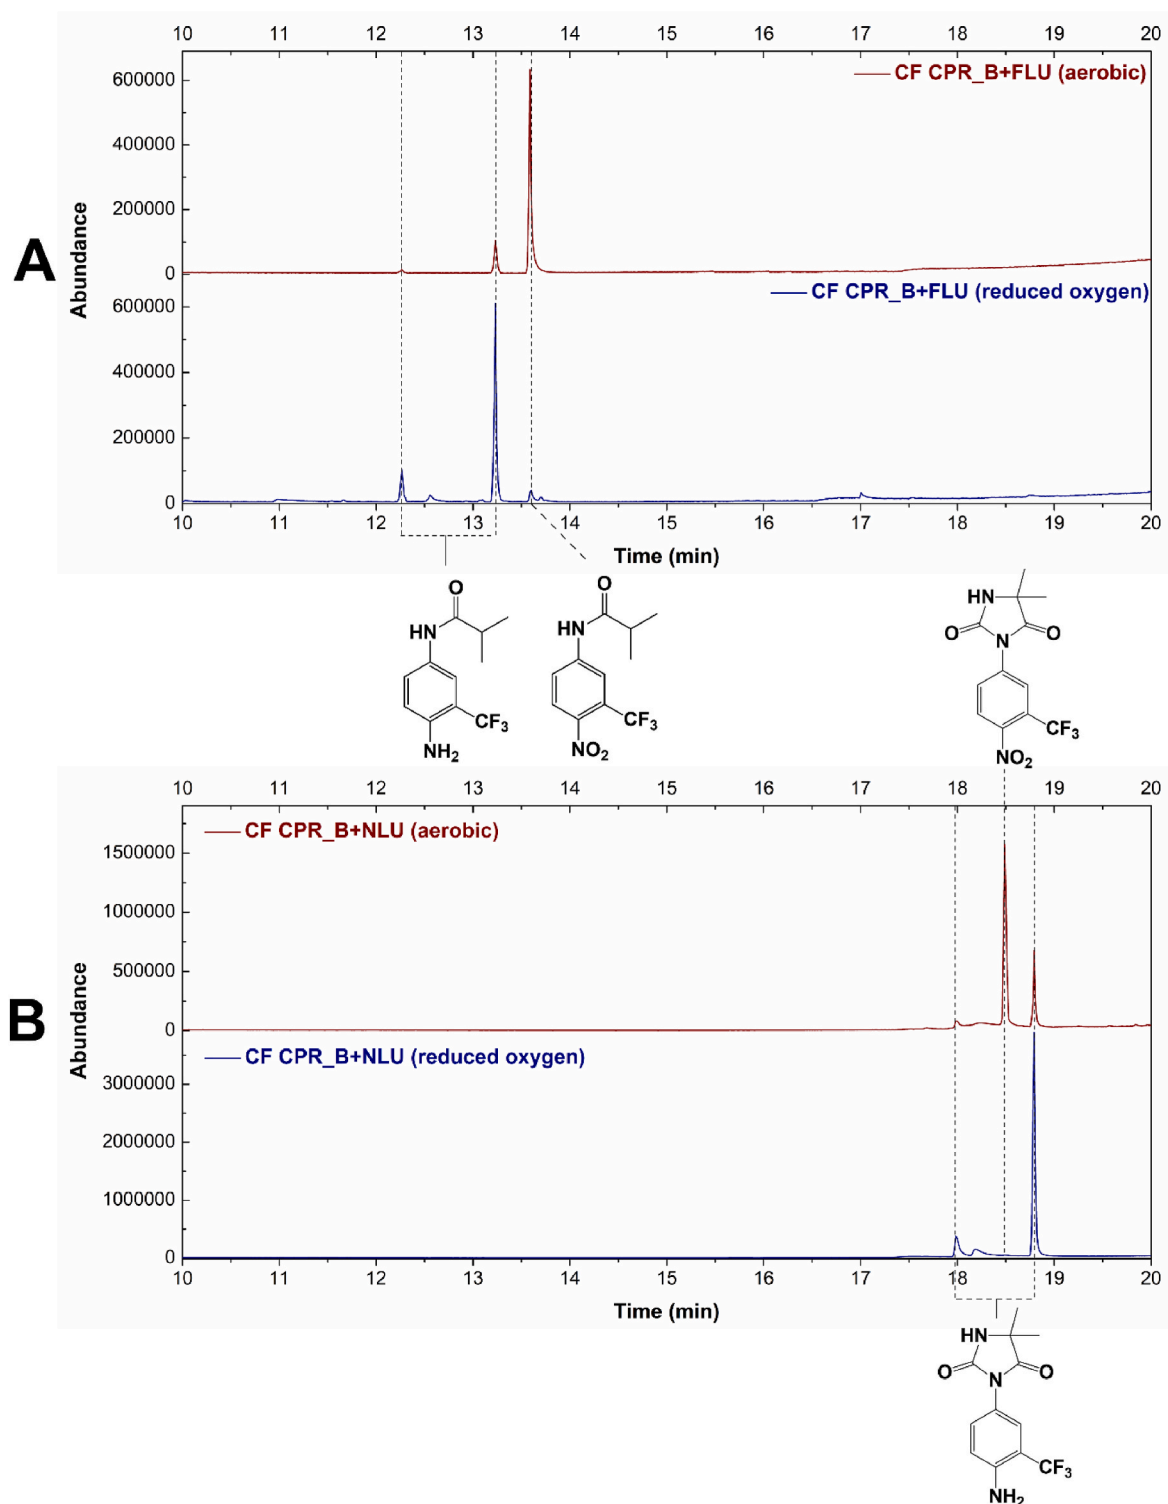 10 11 12 13 14 15 16 17 18 19 20
CF CPR_B+FLU (aerobic)
600000
400000
200000
0
A
Abundance
CF CPR_B+FLU (reduced oxygen)
600000
400000
200000
0
10 11 12 13 14 15 16 17 18 19 20
Time (min)
O
HN
CF3
NH2
O
HN
CF3
NO2
HN
O
O
N
CF3
NO2
10 11 12 13 14 15 16 17 18 19 20
CF CPR_B+NLU (aerobic)
1500000
1000000
500000
0
B
Abundance
CF CPR_B+NLU (reduced oxygen)
3000000
2000000
1000000
0
10 11 12 13 14 15 16 17 18 19 20
Time (min)
HN
O
O
N
CF3
NH2